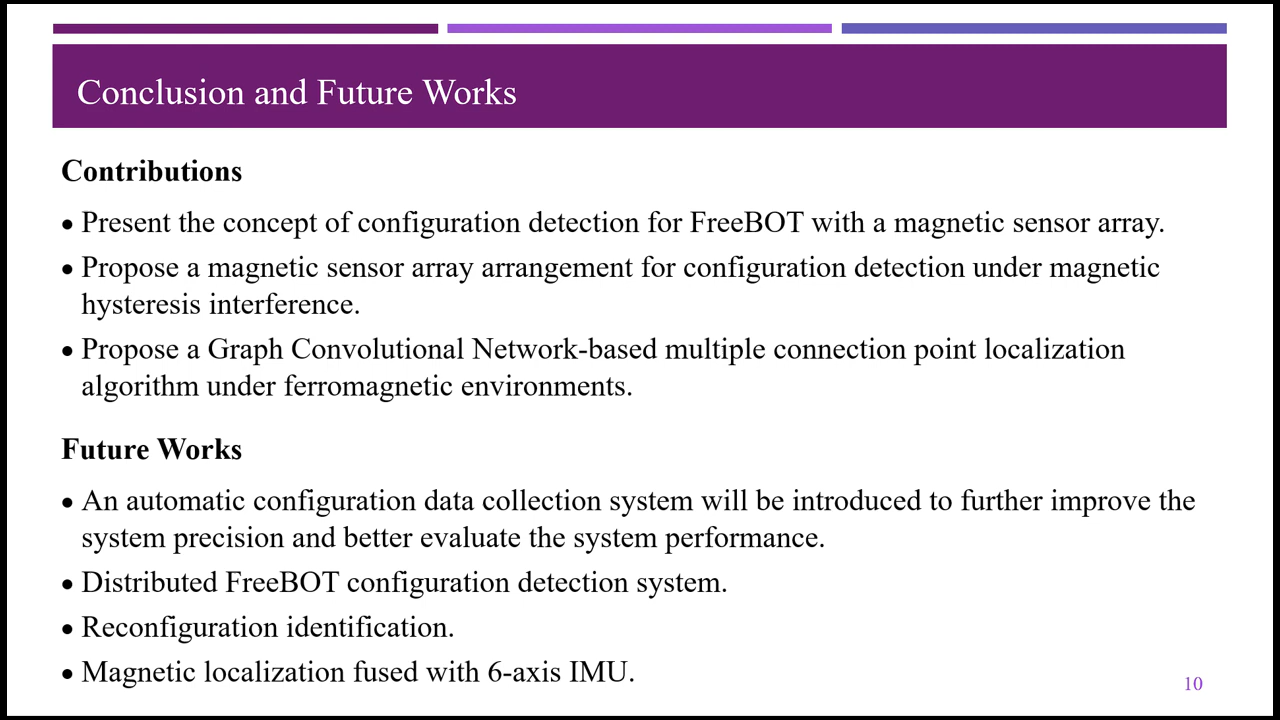 Conclusion and Future Works
Contributions
• Present the concept of configuration detection for FreeBOT with a magnetic sensor array.
• Propose a magnetic sensor array arrangement for configuration detection under magnetic
hysteresis interference.
• Propose a Graph Convolutional Network-based multiple connection point localization
algorithm under ferromagnetic environments.
Future Works
• An automatic configuration data collection system will be introduced to further improve the
system precision and better evaluate the system performance.
• Distributed FreeBOT configuration detection system.
• Reconfiguration identification.
• Magnetic localization fused with 6-axis IMU.
10